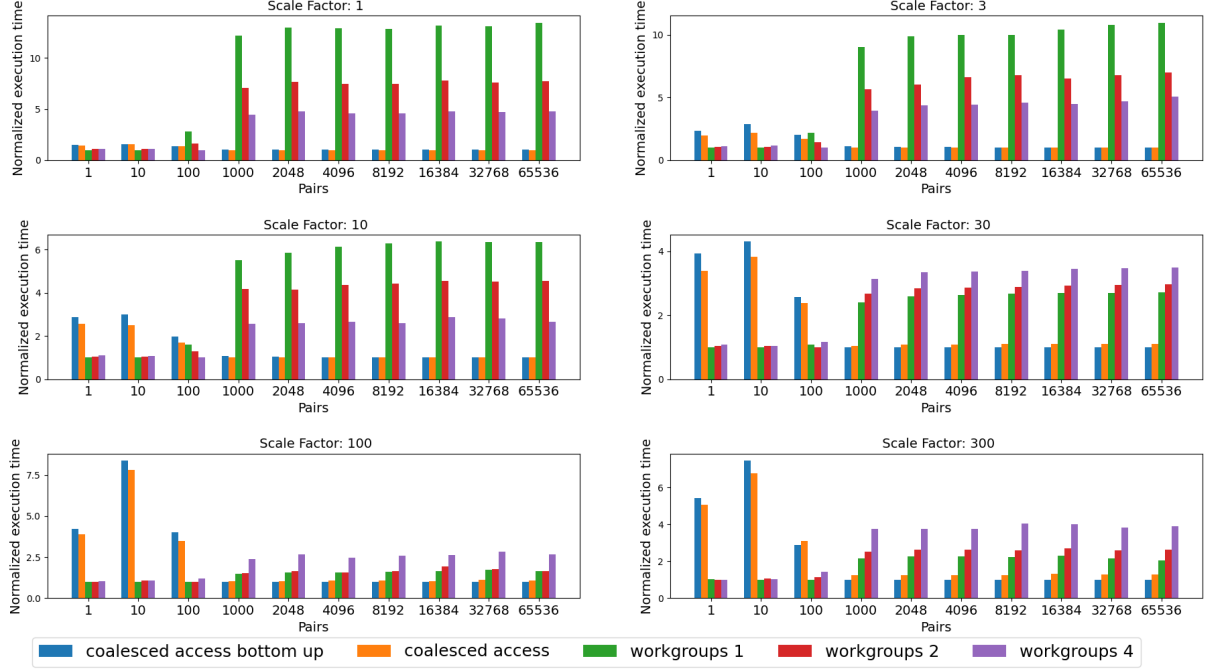 Scale Factor: 1
Normalized execution time
10
5
0
1 10 100 1000 2048 4096 8192 16384 32768 65536
Pairs
Scale Factor: 3
Normalized execution time
10
5
0
1 10 100 1000 2048 4096 8192 16384 32768 65536
Pairs
Scale Factor: 10
Normalized execution time
6
4
2
0
1 10 100 1000 2048 4096 8192 16384 32768 65536
Pairs
Scale Factor: 30
Normalized execution time
4
2
0
1 10 100 1000 2048 4096 8192 16384 32768 65536
Pairs
Scale Factor: 100
Normalized execution time
7.5
5.0
2.5
0.0
1 10 100 1000 2048 4096 8192 16384 32768 65536
Pairs
Scale Factor: 300
Normalized execution time
6
4
2
0
1 10 100 1000 2048 4096 8192 16384 32768 65536
Pairs
coalesced access bottom up coalesced access workgroups 1 workgroups 2 workgroups 4